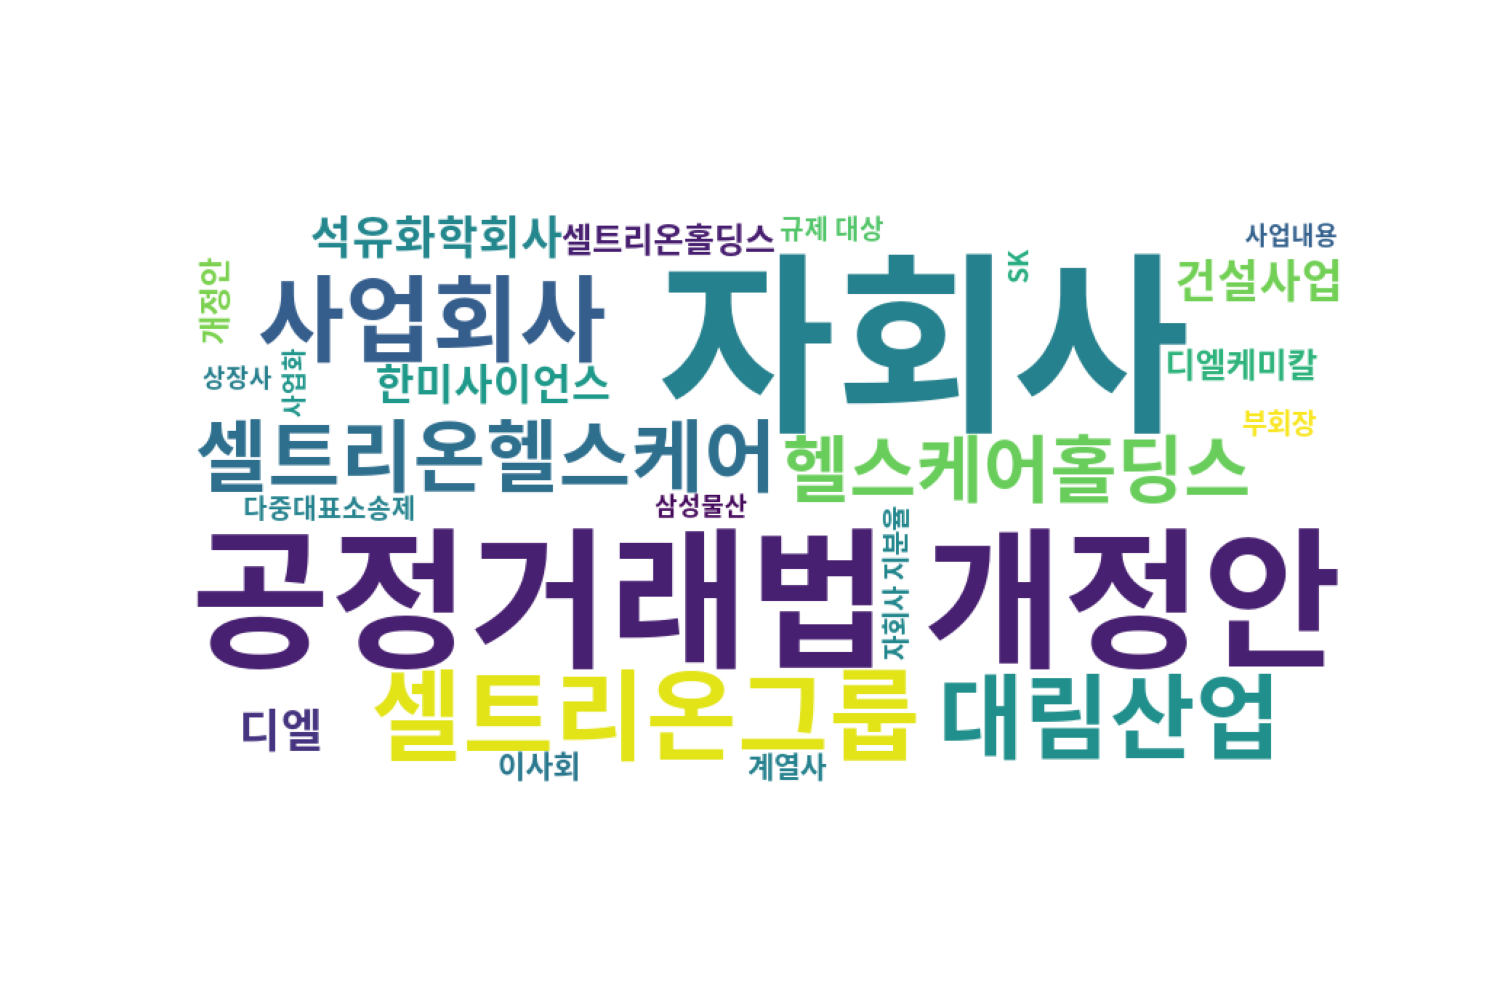 석유화학회사
셀트리온홀딩스
규제 대상
사업내용
개정안
사업회사
자회사
SK
건설사업
상장사
사업화
한미사이언스
디엘케미칼
부회장
셀트리온헬스케어
헬스케어홀딩스
다중대표소송제
삼성물산
공정거래법 개정안
자회사 지분율
디엘
셀트리온그룹
대림산업
이사회
계열사